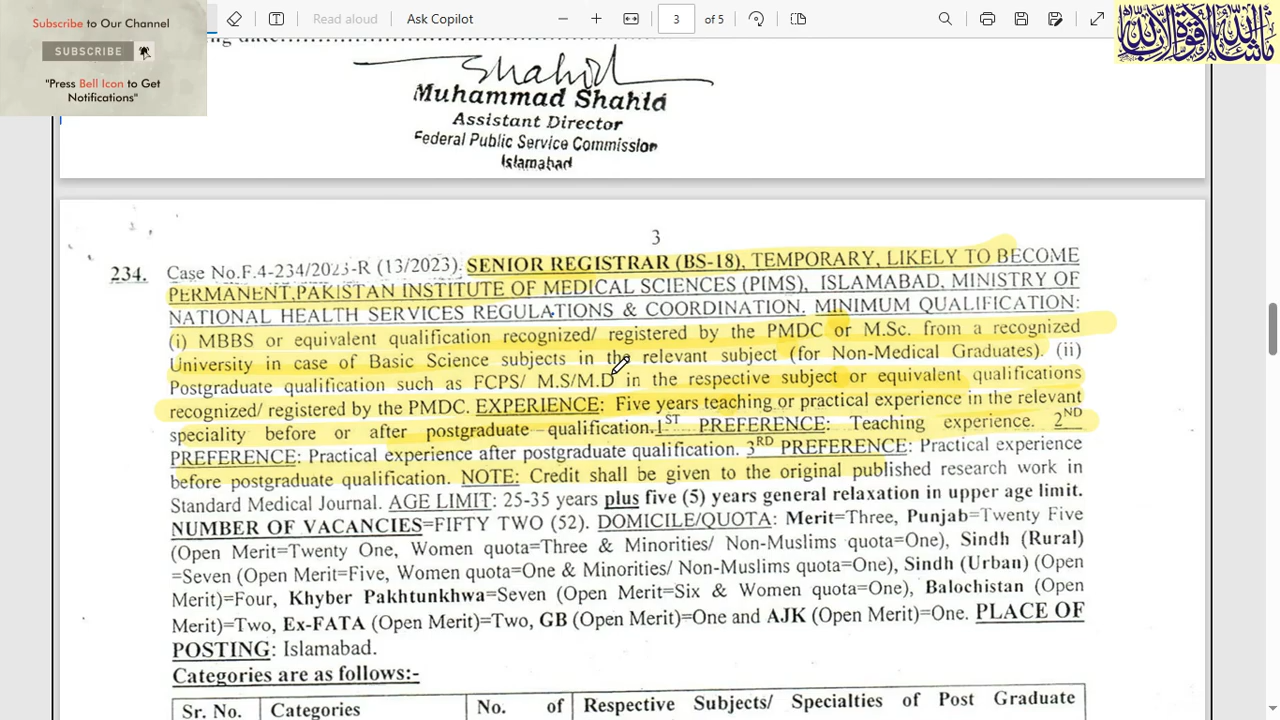 Subscribe to Our Channel
SUBSCRIBE
"Press Bell Icon to Get
Notifications"
Read aloud
Ask Copilot
3
of 5
ما شاء الله لا قوة إلا بالله
Shahid
Muhammad Shahid
Assistant Director
Federal Public Service Commission
Islamabad
3
234. Case No.F.4-234/2023-R (13/2023). SENIOR REGISTRAR (BS-18), TEMPORARY, LIKELY TO BECOME
PERMANENT,PAKISTAN INSTITUTE OF MEDICAL SCIENCES (PIMS), ISLAMABAD, MINISTRY OF
NATIONAL HEALTH SERVICES REGULATIONS & COORDINATION. MINIMUM QUALIFICATION:
(i) MBBS or equivalent qualification recognized/ registered by the PMDC or M.Sc. from a recognized
University in case of Basic Science subjects in the relevant subject (for Non-Medical Graduates). (ii)
Postgraduate qualification such as FCPS/ M.S/M.D in the respective subject or equivalent qualifications
recognized/ registered by the PMDC. EXPERIENCE: Five years teaching or practical experience in the relevant
speciality before or after postgraduate qualification.1ST PREFERENCE: Teaching experience. 2ND
PREFERENCE: Practical experience after postgraduate qualification. 3RD PREFERENCE: Practical experience
before postgraduate qualification. NOTE: Credit shall be given to the original published research work in
Standard Medical Journal. AGE LIMIT: 25-35 years plus five (5) years general relaxation in upper age limit.
NUMBER OF VACANCIES=FIFTY TWO (52). DOMICILE/QUOTA: Merit=Three, Punjab=Twenty Five
(Open Merit=Twenty One, Women quota=Three & Minorities/ Non-Muslims quota=One), Sindh (Rural)
=Seven (Open Merit=Five, Women quota=One & Minorities/ Non-Muslims quota=One), Sindh (Urban) (Open
Merit)=Four, Khyber Pakhtunkhwa=Seven (Open Merit=Six & Women quota=One), Balochistan (Open
Merit)=Two, Ex-FATA (Open Merit)=Two, GB (Open Merit)=One and AJK (Open Merit)=One. PLACE OF
POSTING: Islamabad.
Categories are as follows:-
Sr. No. Categories No. of Respective Subjects/ Specialties of Post Graduate